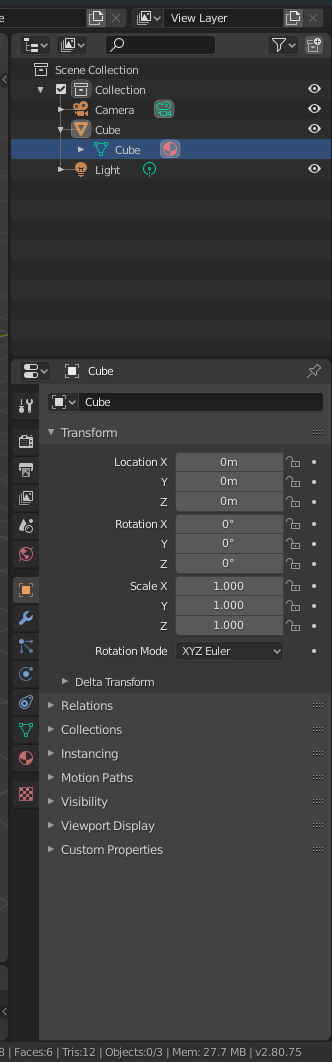 View Layer
Scene Collection
Collection
Camera
Cube
Cube
Light
Cube
Cube
Transform
Location X 0m
Y 0m
Z 0m
Rotation X 0°
Y 0°
Z 0°
Scale X 1.000
Y 1.000
Z 1.000
Rotation Mode XYZ Euler
Delta Transform
Relations
Collections
Instancing
Motion Paths
Visibility
Viewport Display
Custom Properties
8 | Faces:6 | Tris:12 | Objects:0/3 | Mem: 27.7 MB | v2.80.75